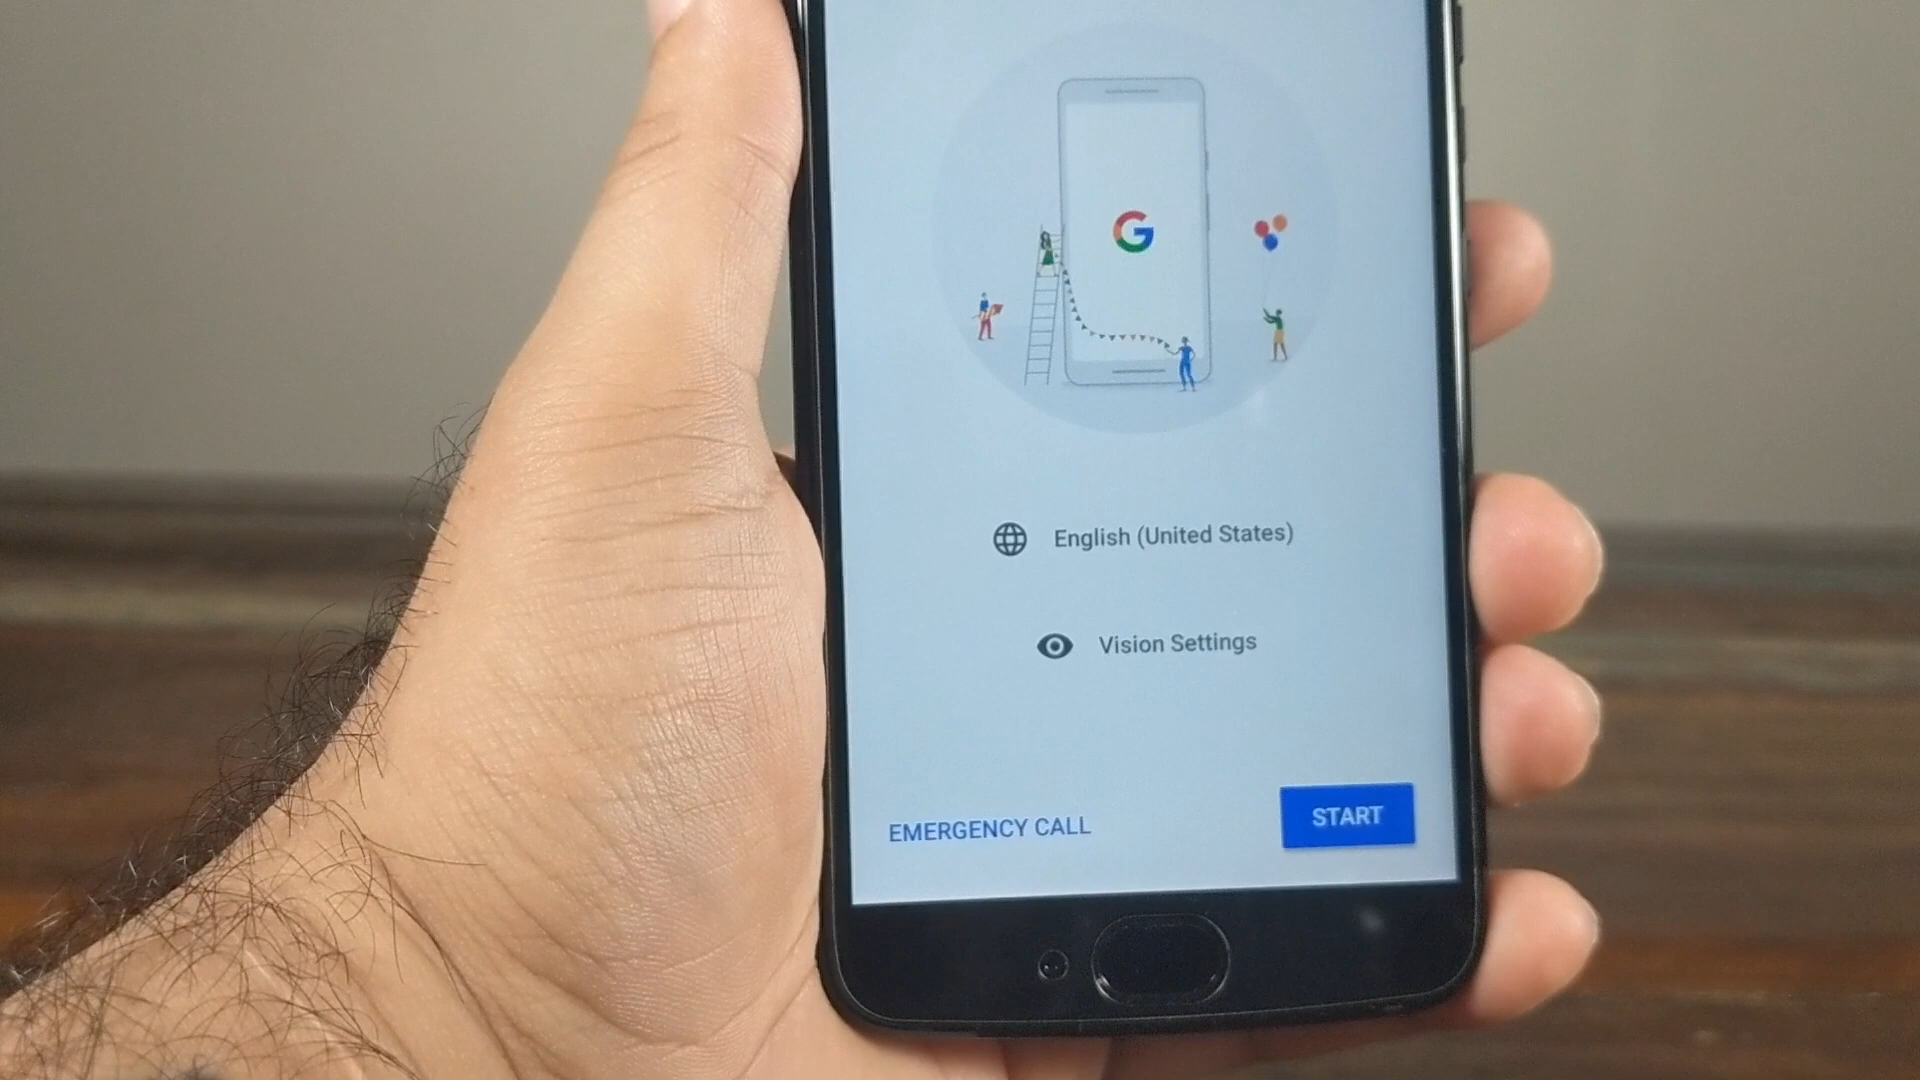 G
English (United States)
Vision Settings
EMERGENCY CALL
START